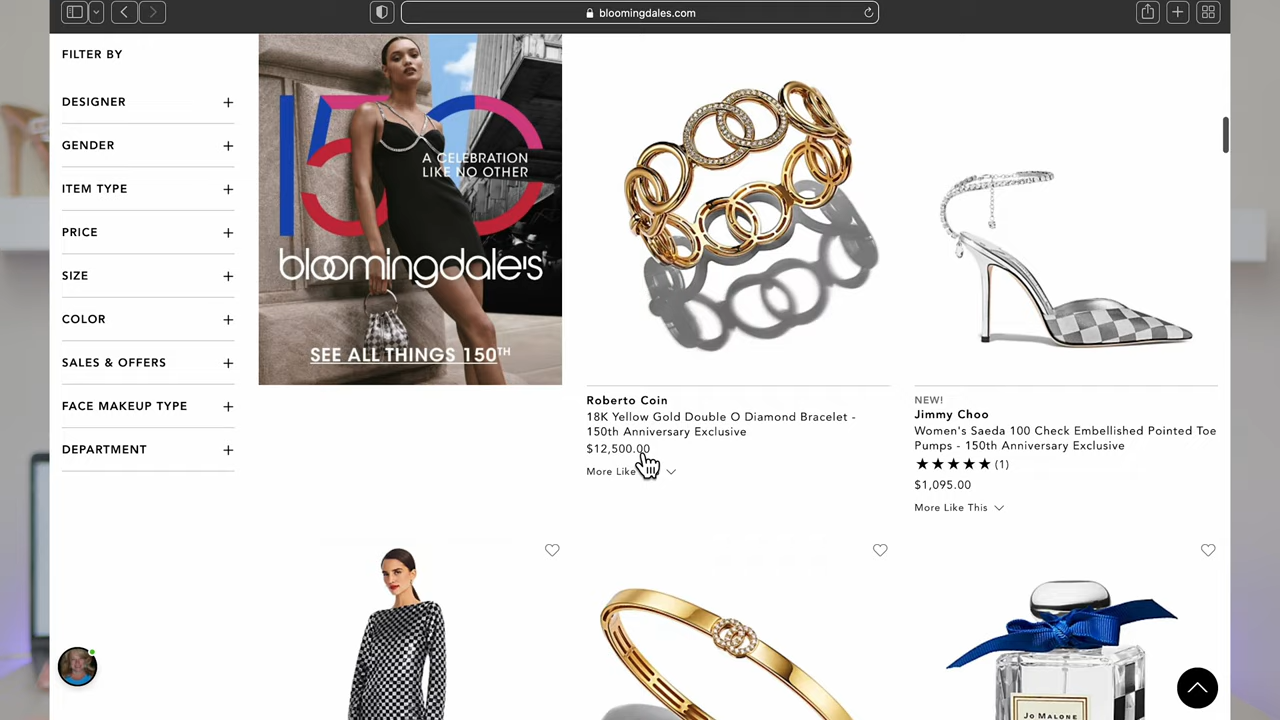 bloomingdales.com
FILTER BY
DESIGNER
GENDER
ITEM TYPE
PRICE
SIZE
COLOR
SALES & OFFERS
FACE MAKEUP TYPE
DEPARTMENT
150
A CELEBRATION
LIKE NO OTHER
bloomingdale's
SEE ALL THINGS 150TH
Roberto Coin
18K Yellow Gold Double O Diamond Bracelet -
150th Anniversary Exclusive
$12,500.00
More Like
NEW!
Jimmy Choo
Women's Saeda 100 Check Embellished Pointed Toe
Pumps - 150th Anniversary Exclusive
(1)
$1,095.00
More Like This
JO MALONE